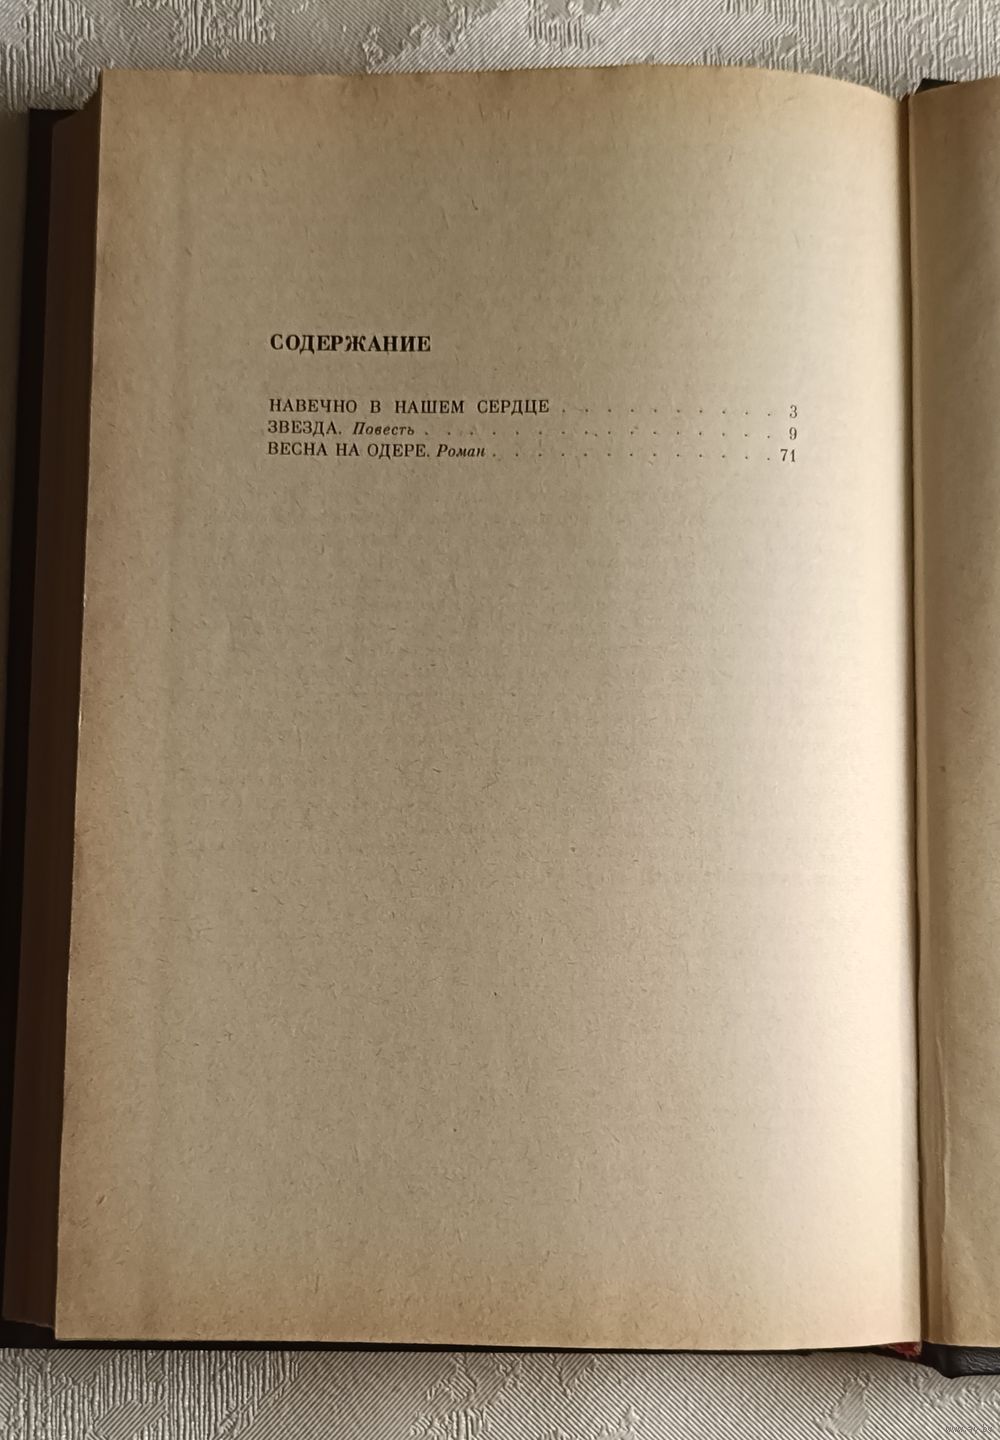 СОДЕРЖАНИЕ
НАВЕЧНО В НАШЕМ СЕРДЦЕ . . . . . . . . . . 3
ЗВЕЗДА. Повесть . . . . . . . . . . . . . . . . 9
ВЕСНА НА ОДЕРЕ. Роман . . . . . . . . . . . . . 71